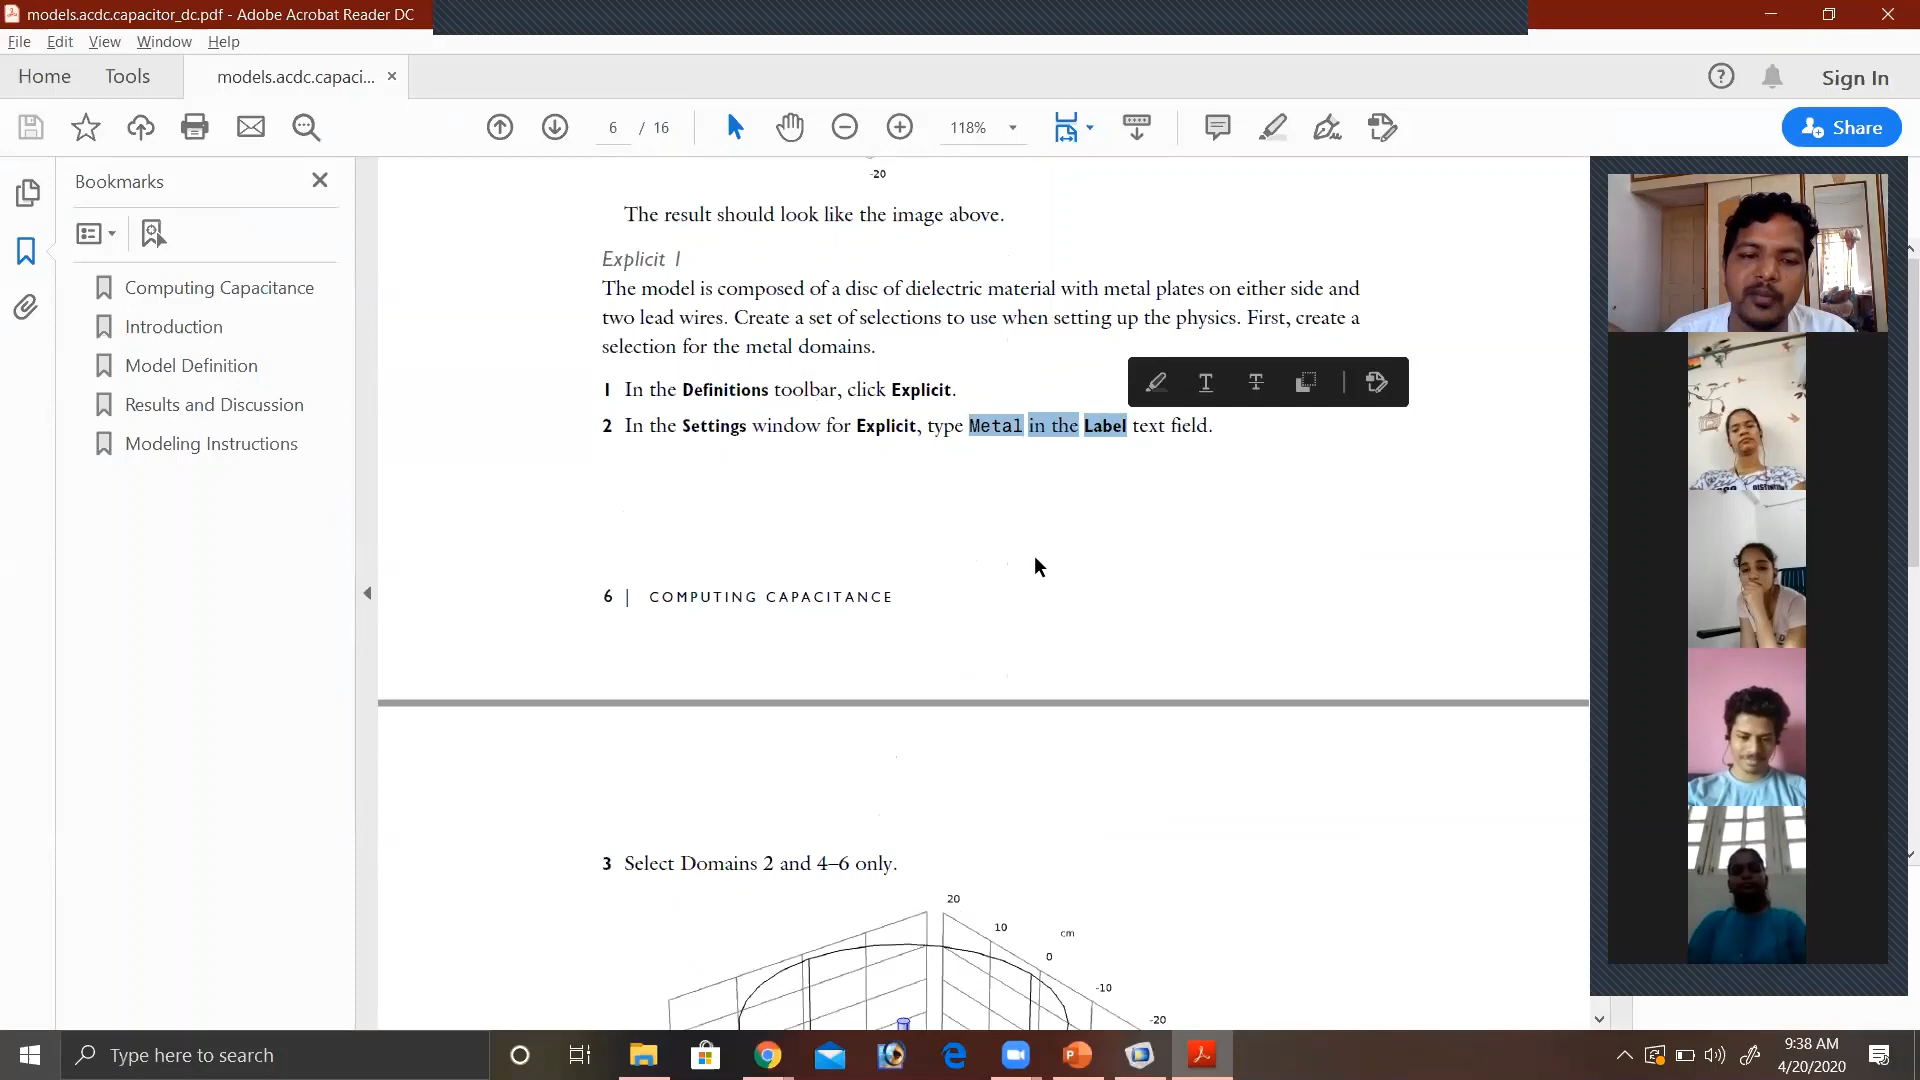 models.acdc.capacitor_dc.pdf - Adobe Acrobat Reader DC
File Edit View Window Help
Home Tools models.acdc.capaci... Sign In
6 / 16 118% Share
Bookmarks
Computing Capacitance
Introduction
Model Definition
Results and Discussion
Modeling Instructions
-20
The result should look like the image above.
Explicit 1
The model is composed of a disc of dielectric material with metal plates on either side and
two lead wires. Create a set of selections to use when setting up the physics. First, create a
selection for the metal domains.
1 In the Definitions toolbar, click Explicit.
2 In the Settings window for Explicit, type Metal in the Label text field.
6 | COMPUTING CAPACITANCE
3 Select Domains 2 and 4–6 only.
20
10
cm
0
-10
-20
Type here to search
9:38 AM
4/20/2020